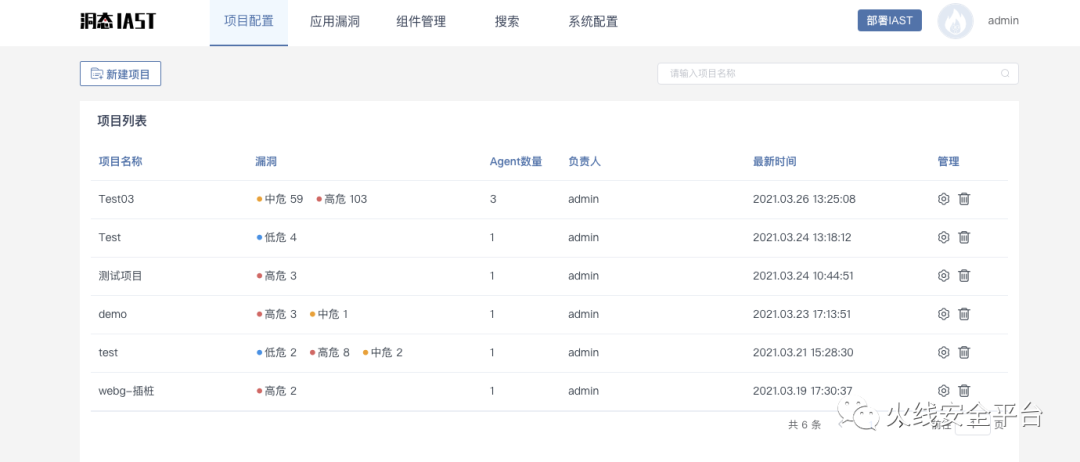 洞态IAST 项目配置 应用漏洞 组件管理 搜索 系统配置 部署IAST admin
新建项目 请输入项目名称
项目列表
项目名称 漏洞 Agent数量 负责人 最新时间 管理
Test03 中危 59 高危 103 3 admin 2021.03.26 13:25:08
Test 低危 4 1 admin 2021.03.24 13:18:12
测试项目 高危 3 1 admin 2021.03.24 10:44:51
demo 高危 3 中危 1 1 admin 2021.03.23 17:13:51
test 低危 2 高危 8 中危 2 1 admin 2021.03.21 15:28:30
webg-插桩 高危 2 1 admin 2021.03.19 17:30:37
共 6 条 前往 页
火线安全平台